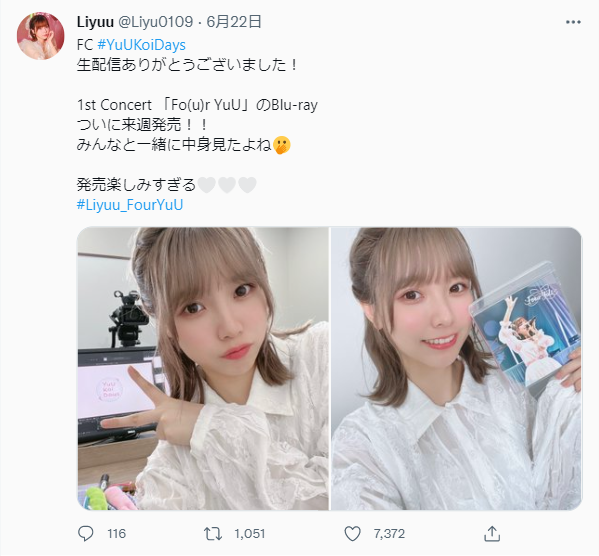 Liyuu @Liyu0109 · 6月22日
FC #YuUKoiDays
生配信ありがとうございました！
1st Concert 「Fo(u)r YuU」のBlu-ray
ついに来週発売！！
みんなと一緒に中身見たよね🫢
発売楽しみすぎる🤍🤍🤍
#Liyuu_FourYuU
116
1,051
7,372